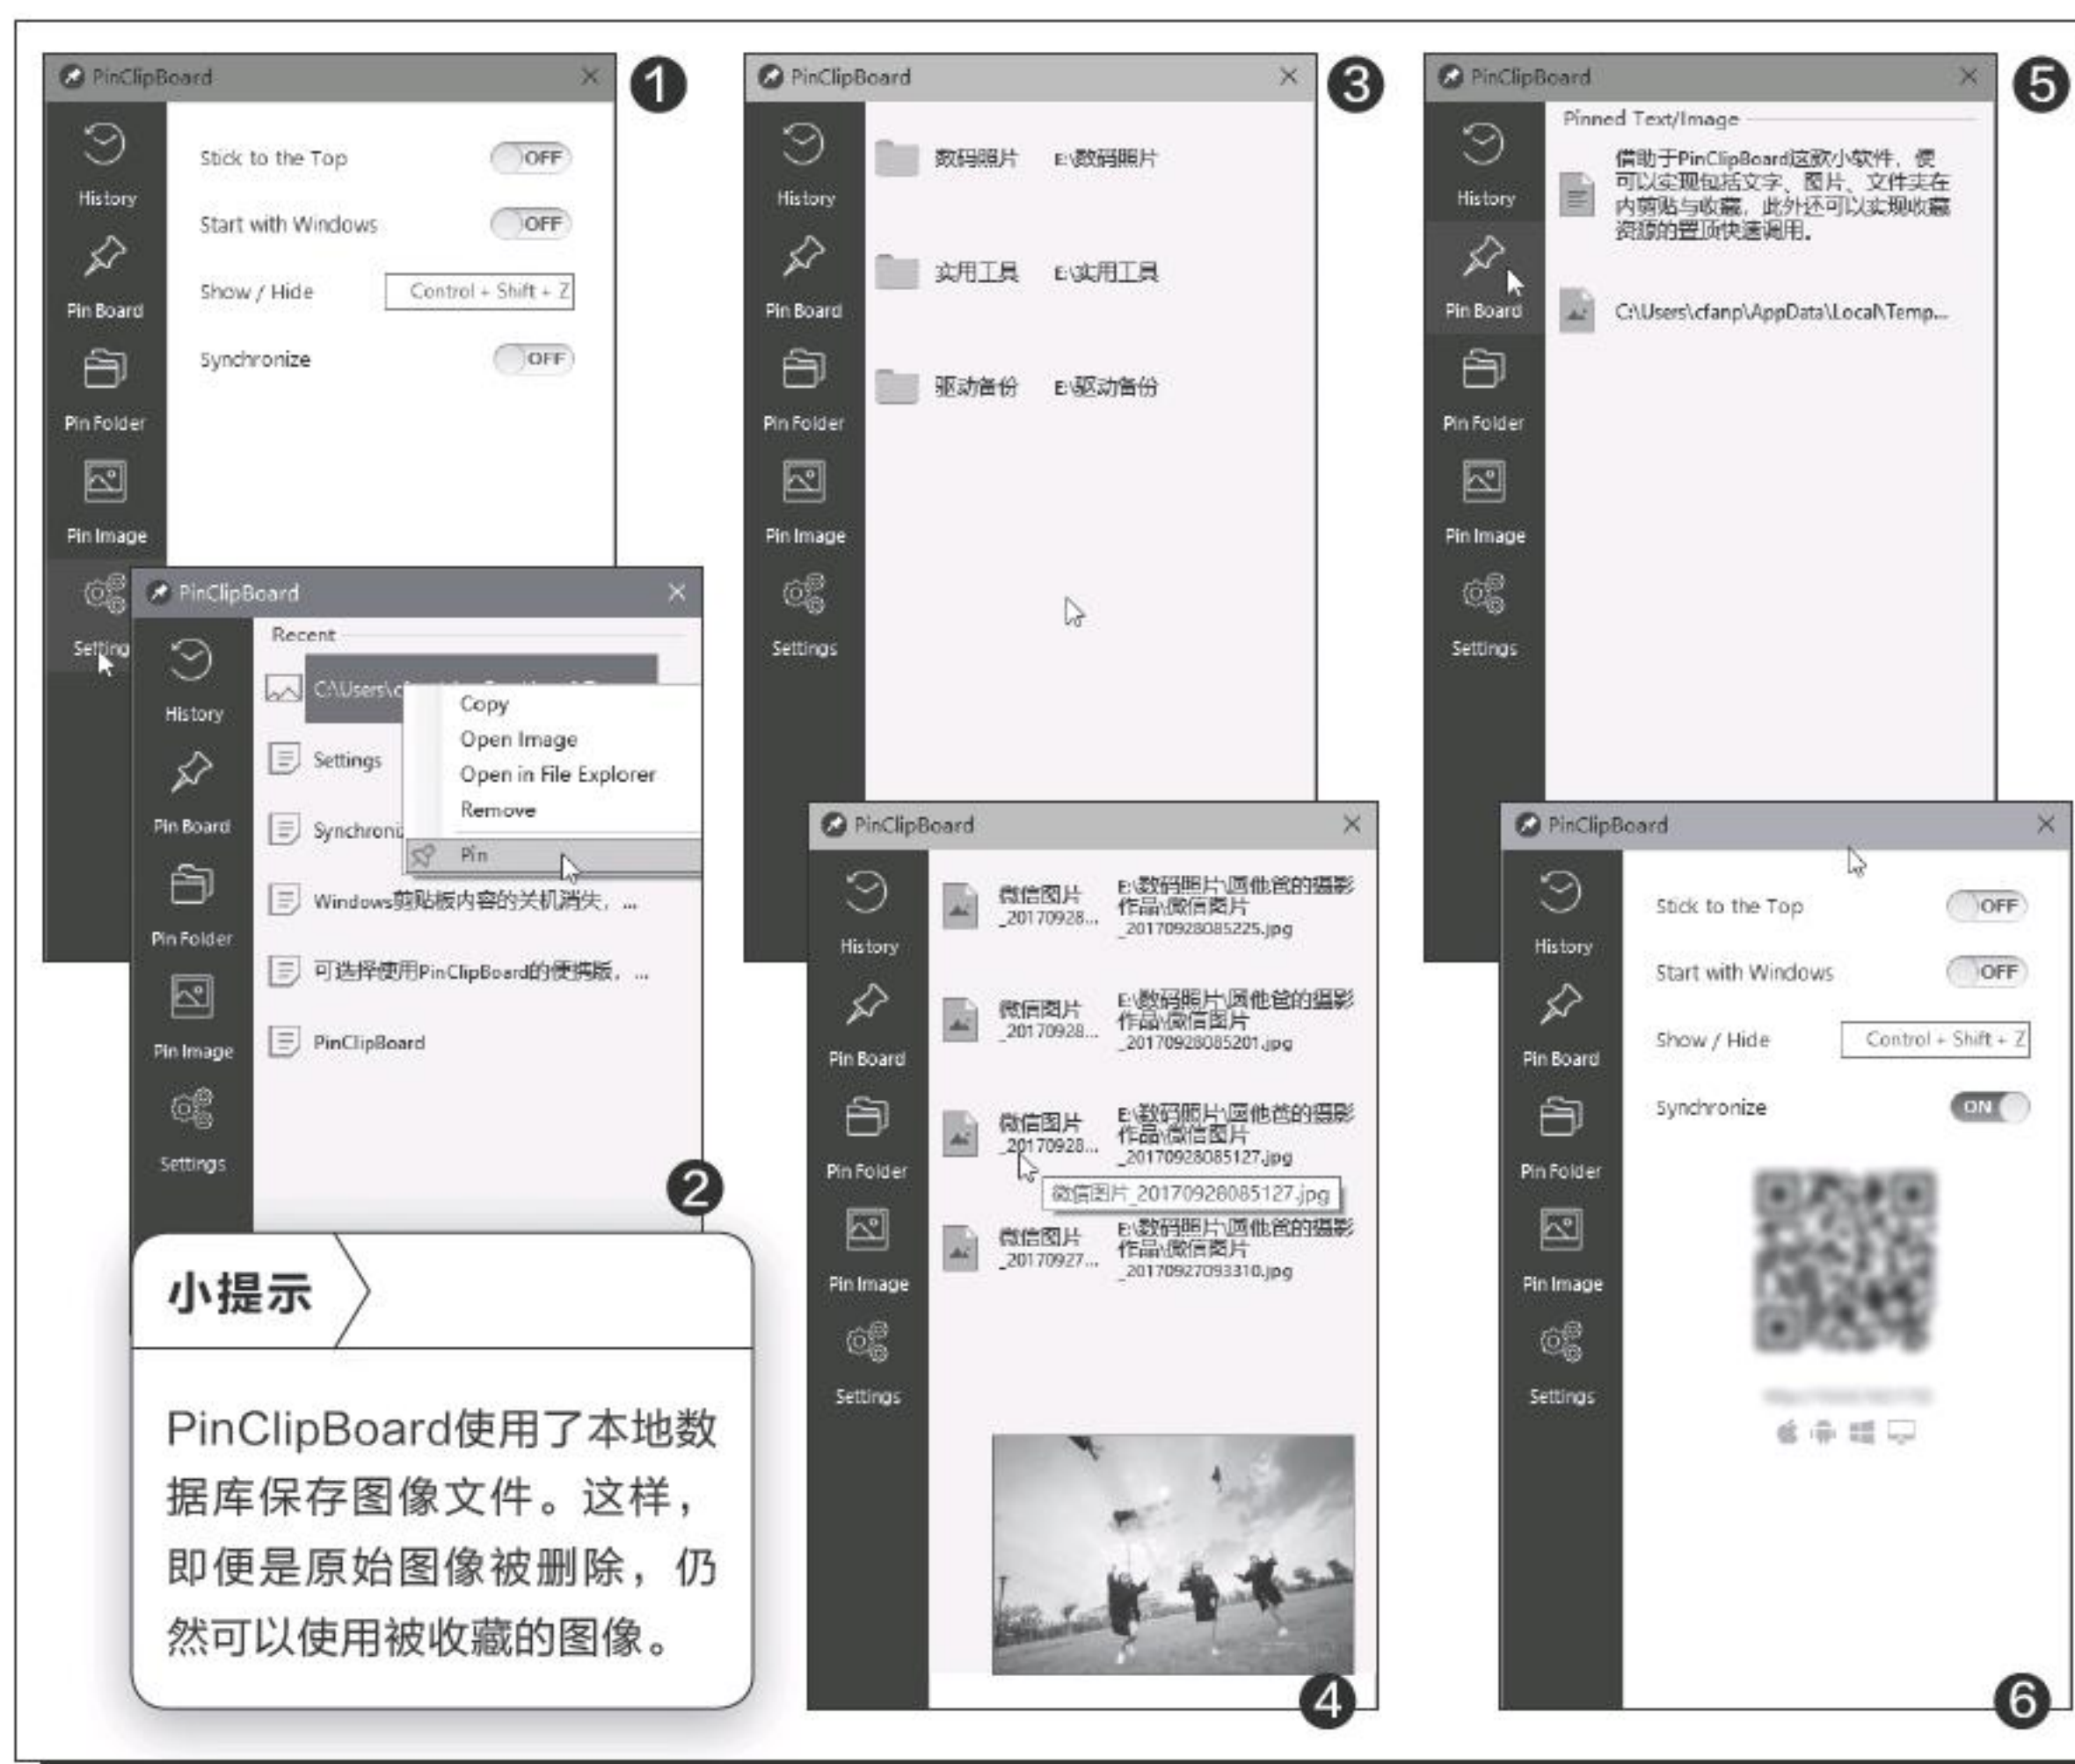 PinClipBoard
1
History
Pin Board
Pin Folder
Pin Image
Setting
Stick to the Top OFF
Start with Windows OFF
Show / Hide Control + Shift + Z
Synchronize OFF
PinClipBoard
History
Pin Board
Pin Folder
Pin Image
Settings
Recent
C:\Users\c
Settings
Synchroni
Windows剪贴板内容的关机消失，...
可选择使用PinClipBoard的便携版，...
PinClipBoard
Copy
Open Image
Open in File Explorer
Remove
Pin
2
小提示
PinClipBoard使用了本地数
据库保存图像文件。这样，
即便是原始图像被删除，仍
然可以使用被收藏的图像。
PinClipBoard
3
History
Pin Board
Pin Folder
Pin Image
Settings
数码照片 E:\数码照片
实用工具 E:\实用工具
驱动备份 E:\驱动备份
PinClipBoard
History
Pin Board
Pin Folder
Pin Image
Settings
微信图片
_20170928...
E:\数码照片\圆他爸的摄影
作品\微信图片
_20170928085225.jpg
微信图片
_20170928...
E:\数码照片\圆他爸的摄影
作品\微信图片
_20170928085201.jpg
微信图片
_20170928...
E:\数码照片\圆他爸的摄影
作品\微信图片
_20170928085127.jpg
微信图片_20170928085127.jpg
微信图片
_20170927...
E:\数码照片\圆他爸的摄影
作品\微信图片
_20170927093310.jpg
4
PinClipBoard
5
History
Pin Board
Pin Folder
Pin Image
Settings
Pinned Text/Image
借助于PinClipBoard这款小软件，便
可以实现包括文字、图片、文件夹在
内剪贴与收藏，此外还可以实现收藏
资源的置顶快速调用。
C:\Users\cfanp\AppData\Local\Temp...
PinClipBoard
History
Pin Board
Pin Folder
Pin Image
Settings
Stick to the Top OFF
Start with Windows OFF
Show / Hide Control + Shift + Z
Synchronize ON
6